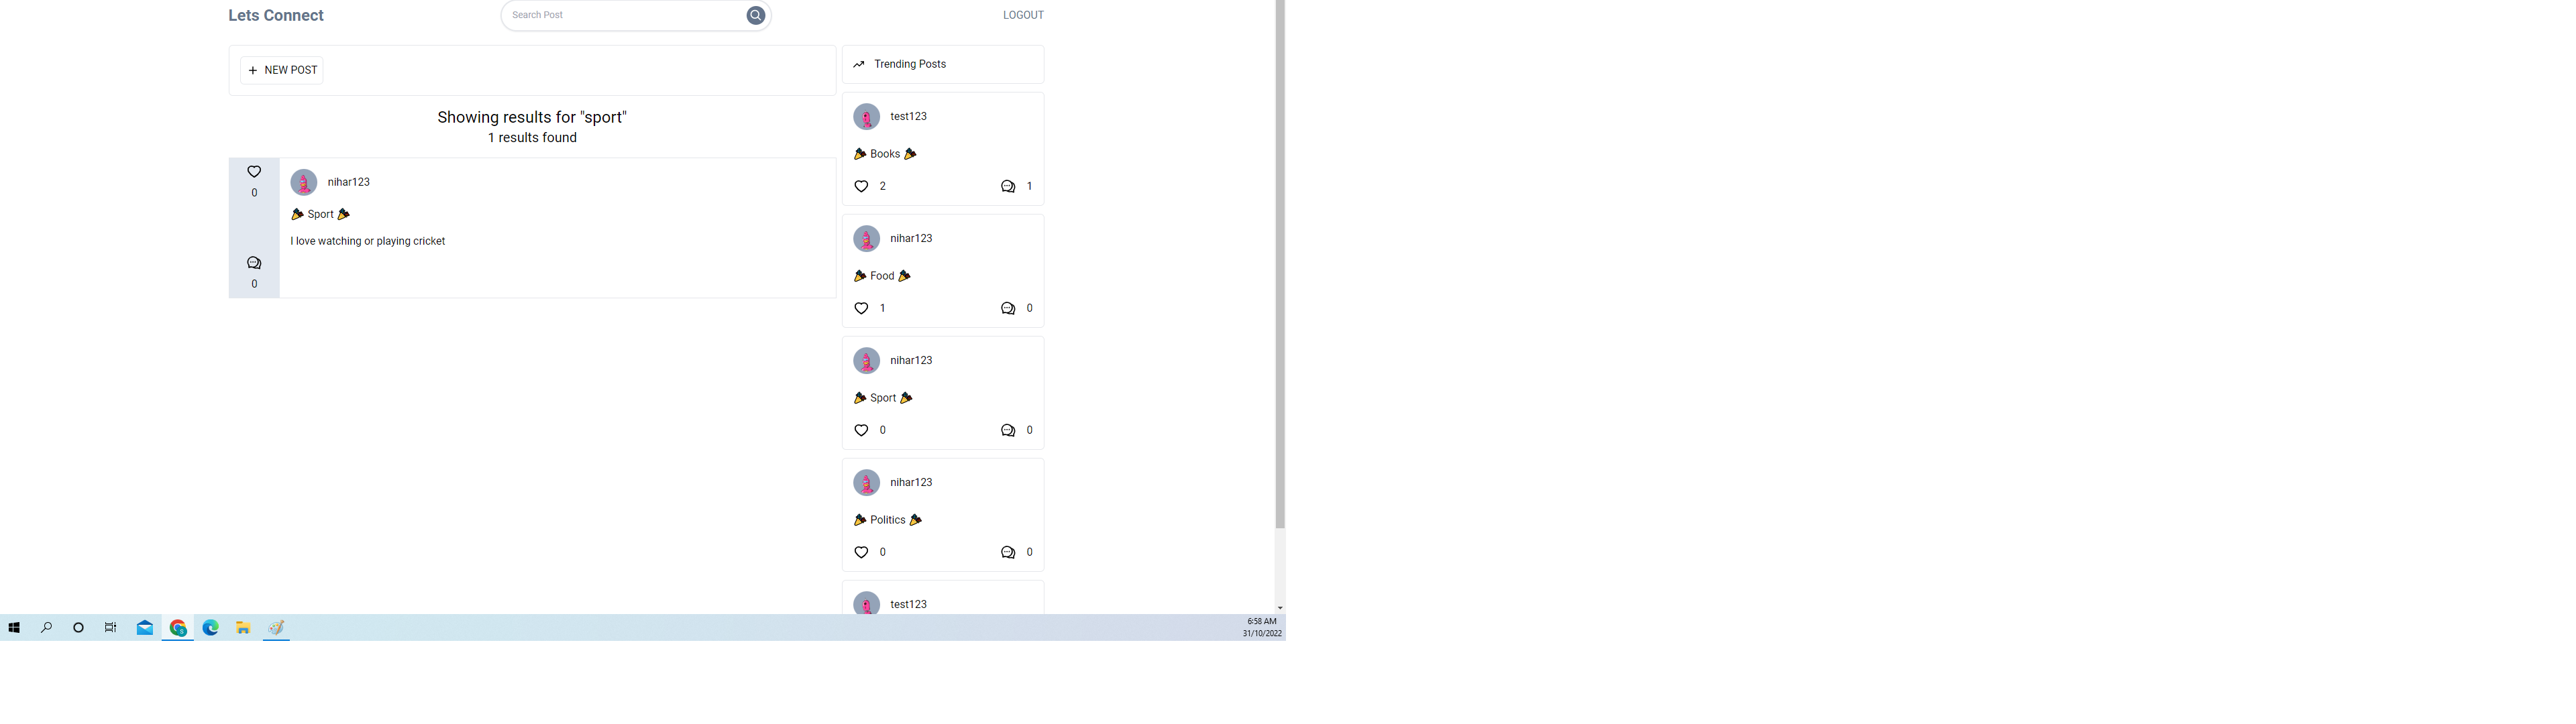 Lets Connect
Search Post
LOGOUT
NEW POST
Showing results for "sport"
1 results found
0
nihar123
Sport
I love watching or playing cricket
0
Trending Posts
test123
Books
2 1
nihar123
Food
1 0
nihar123
Sport
0 0
nihar123
Politics
0 0
test123
6:58 AM
31/10/2022